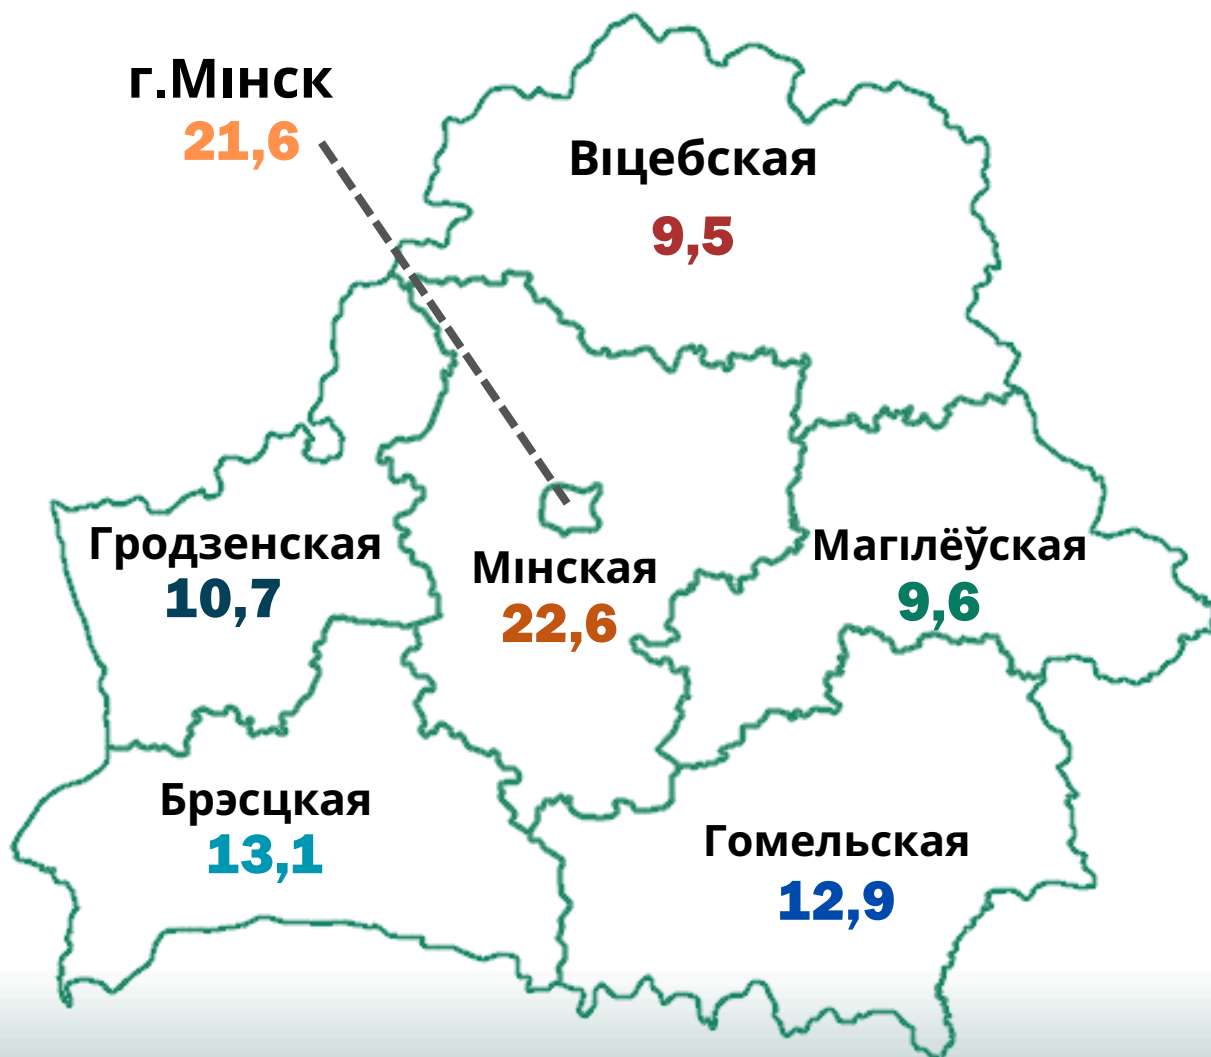 г.Мінск
21,6
Віцебская
9,5
Гродзенская
10,7
Мінская
22,6
Магілёўская
9,6
Брэсцкая
13,1
Гомельская
12,9